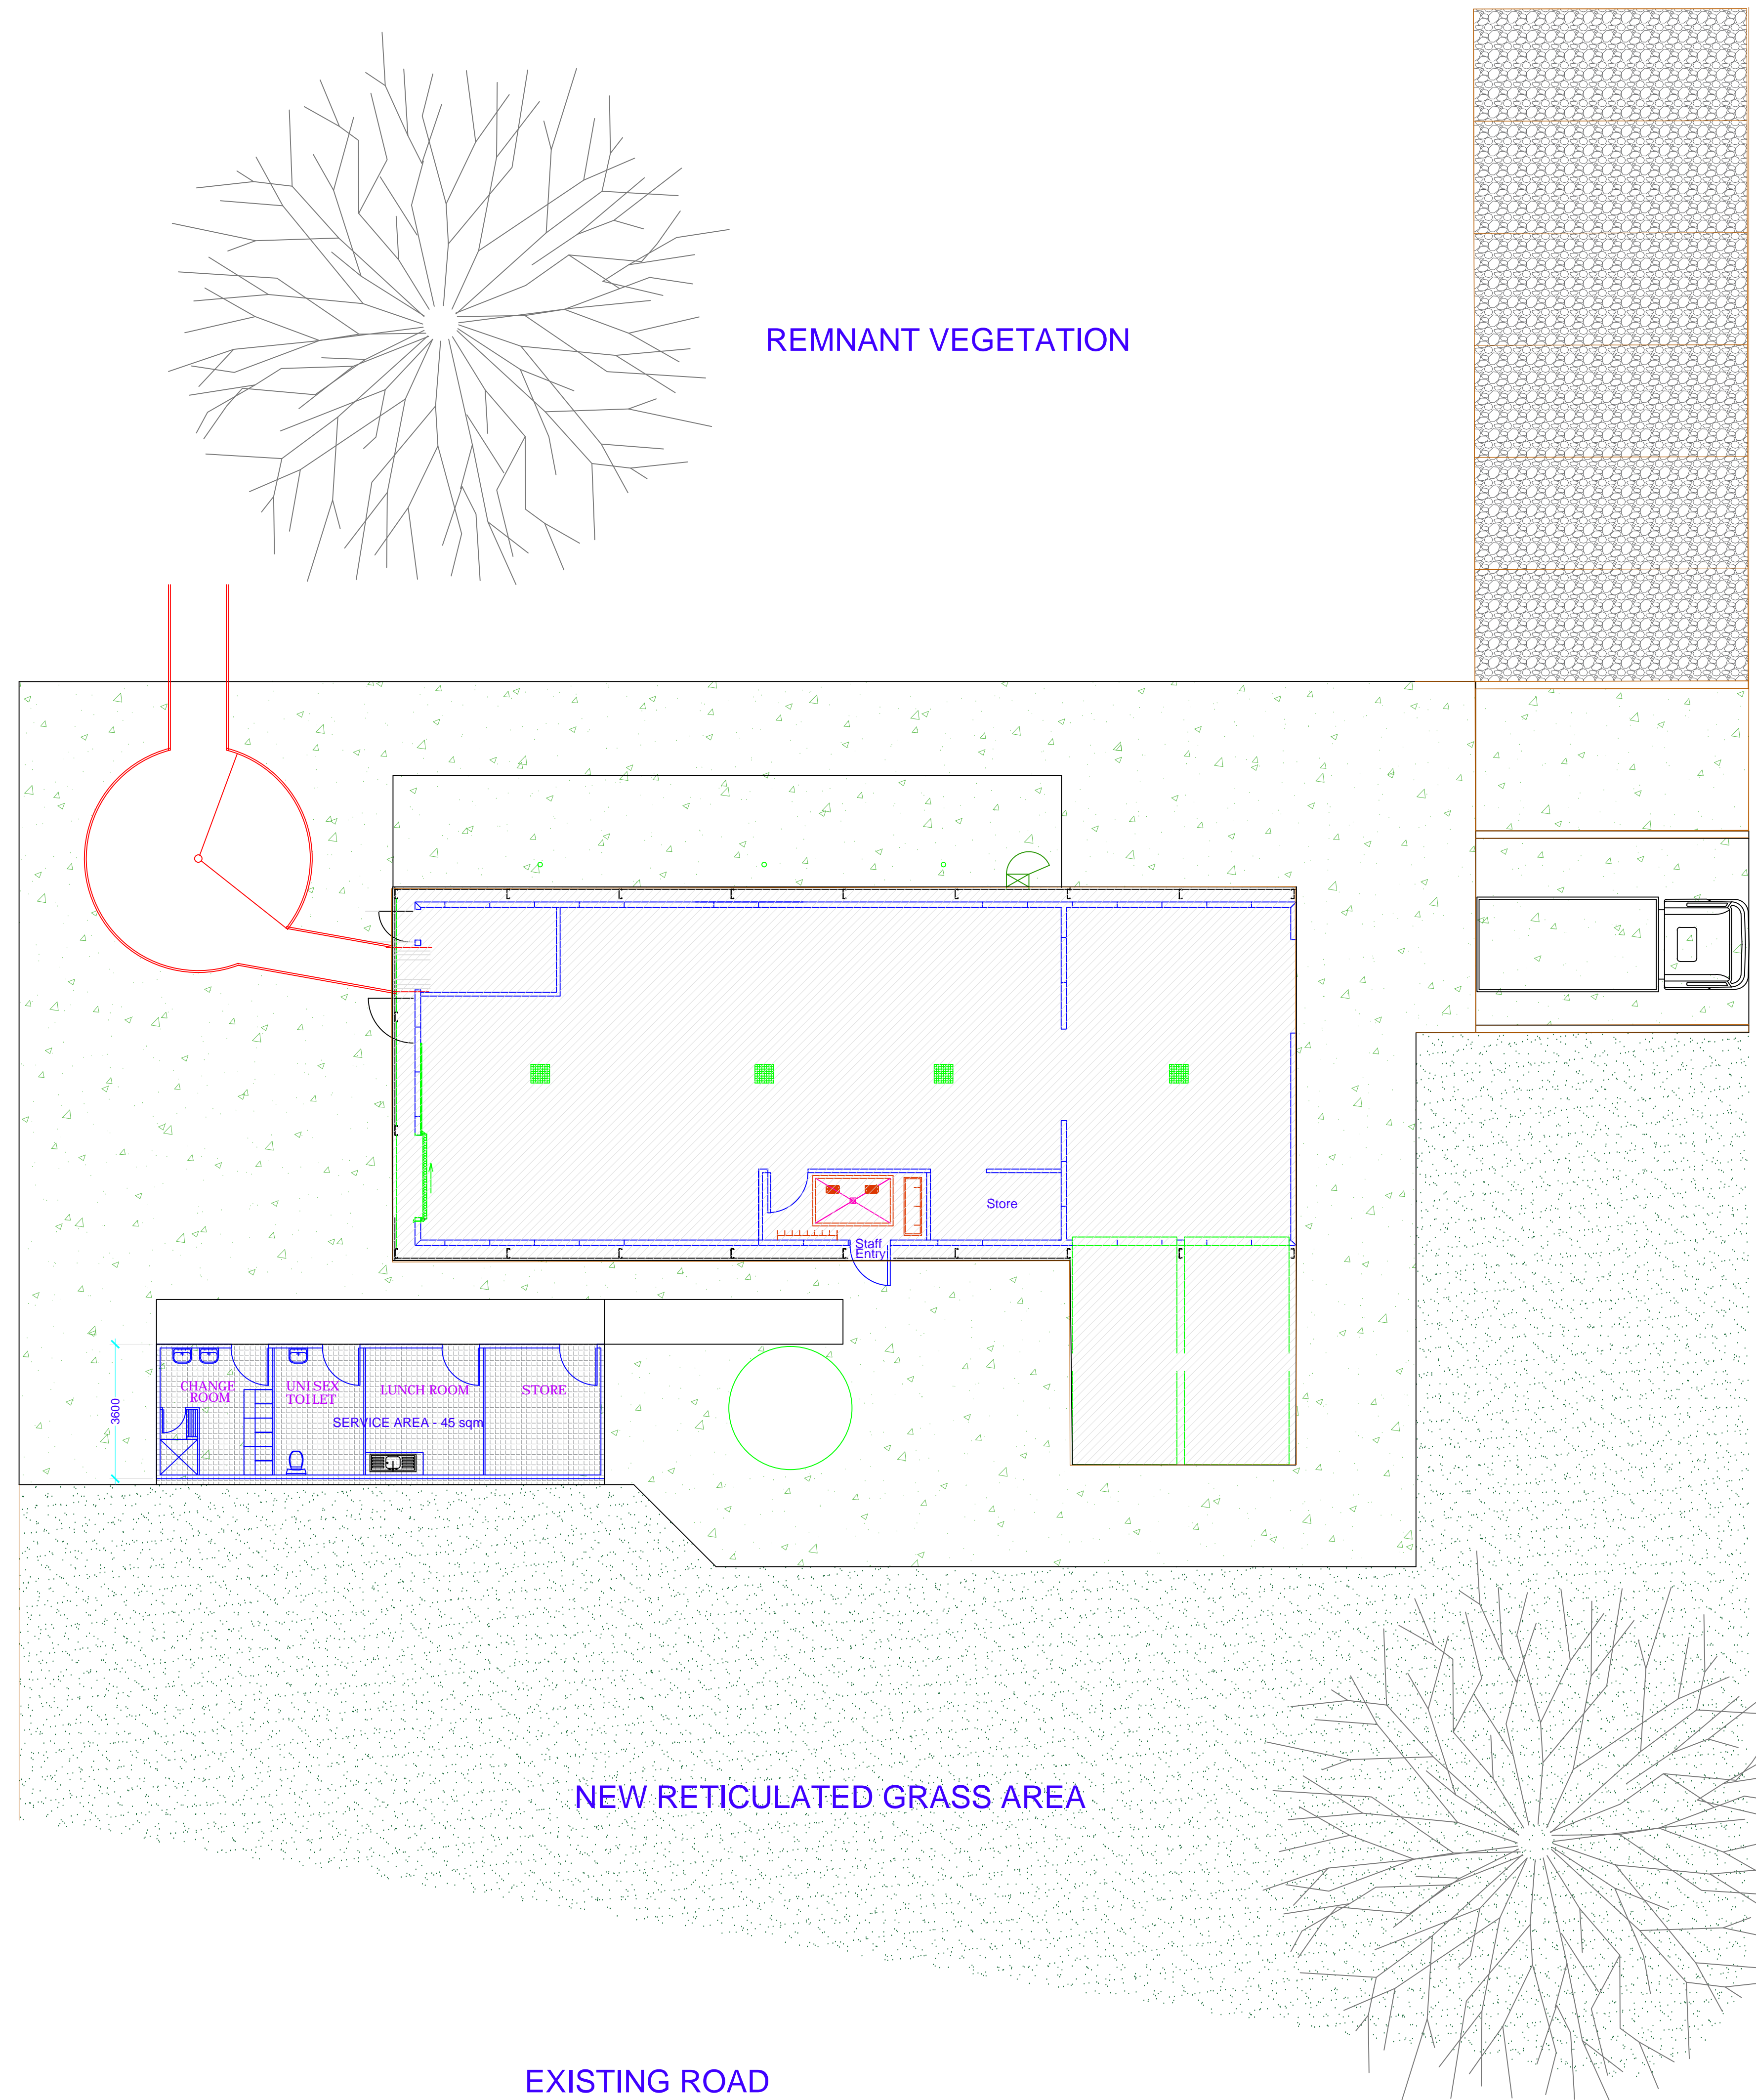 REMNANT VEGETATION
Store
Staff
Entry
CHANGE
ROOM
UNISEX
TOILET
LUNCH ROOM
STORE
SERVICE AREA - 45 sqm
3600
NEW RETICULATED GRASS AREA
EXISTING ROAD